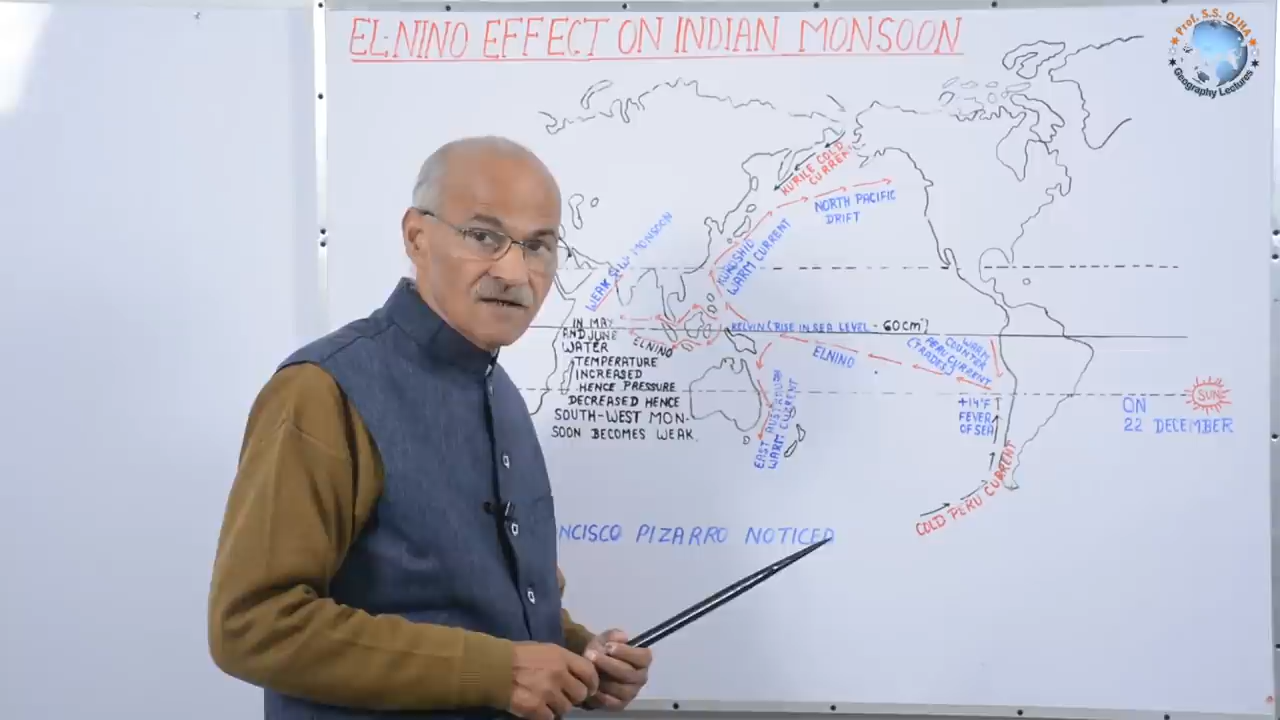 EL-NINO EFFECT ON INDIAN MONSOON
Prof. S.S. OJHA
Geography Lectures
KURILE COLD
CURRENT
NORTH PACIFIC
DRIFT
KUROSHIO
WARM CURRENT
WEAK S.W. MONSOON
KELVIN (RISE IN SEA LEVEL - 60cm)
ELNINO
ELNINO
WARM
COUNTER
PERU CURRENT
(TRADES)
IN MAY
AND JUNE
WATER
TEMPERATURE
INCREASED
HENCE PRESSURE
DECREASED HENCE
SOUTH-WEST MON-
SOON BECOMES WEAK.
EAST
WARM CURRENT
+14°F
FEVER
OF SEA
SUN
ON
22 DECEMBER
COLD PERU CURRENT
NCISCO PIZARRO NOTICED